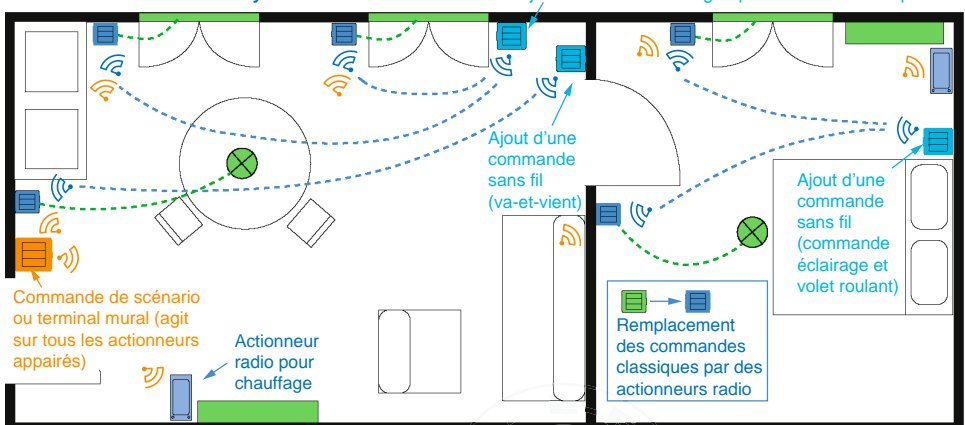 Ajout d'une
commande
sans fil
(va-et-vient)
Ajout d'une
commande
sans fil
(commande
éclairage et
volet roulant)
Commande de scénario
ou terminal mural (agit
sur tous les actionneurs
appairés)
Actionneur
radio pour
chauffage
Remplacement
des commandes
classiques par des
actionneurs radio